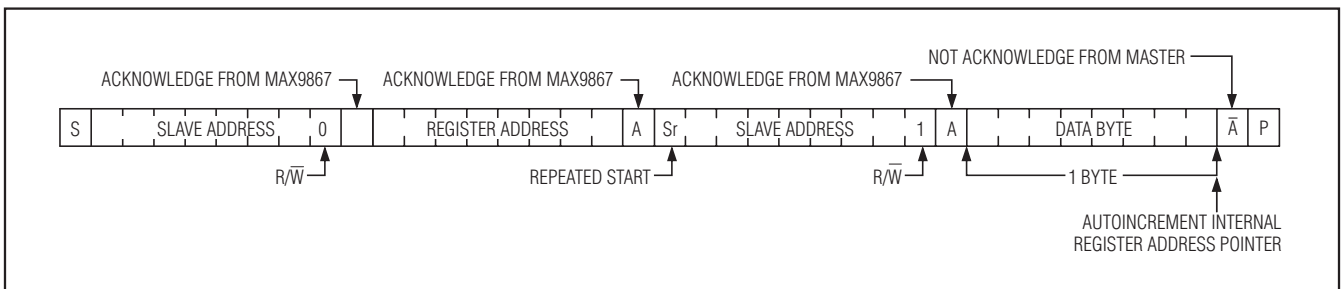 NOT ACKNOWLEDGE FROM MASTER
ACKNOWLEDGE FROM MAX9867 ACKNOWLEDGE FROM MAX9867 ACKNOWLEDGE FROM MAX9867
S SLAVE ADDRESS 0 REGISTER ADDRESS A Sr SLAVE ADDRESS 1 A DATA BYTE A̅ P
R/W̅ REPEATED START R/W̅ 1 BYTE
AUTOINCREMENT INTERNAL
REGISTER ADDRESS POINTER